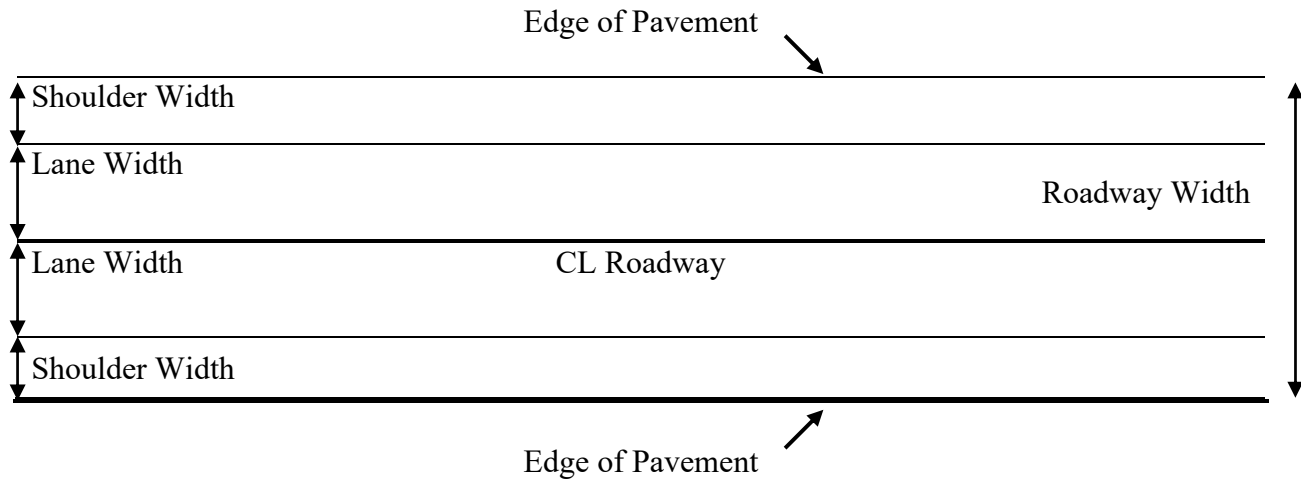 Edge of Pavement
Shoulder Width
Lane Width
Roadway Width
Lane Width
CL Roadway
Shoulder Width
Edge of Pavement